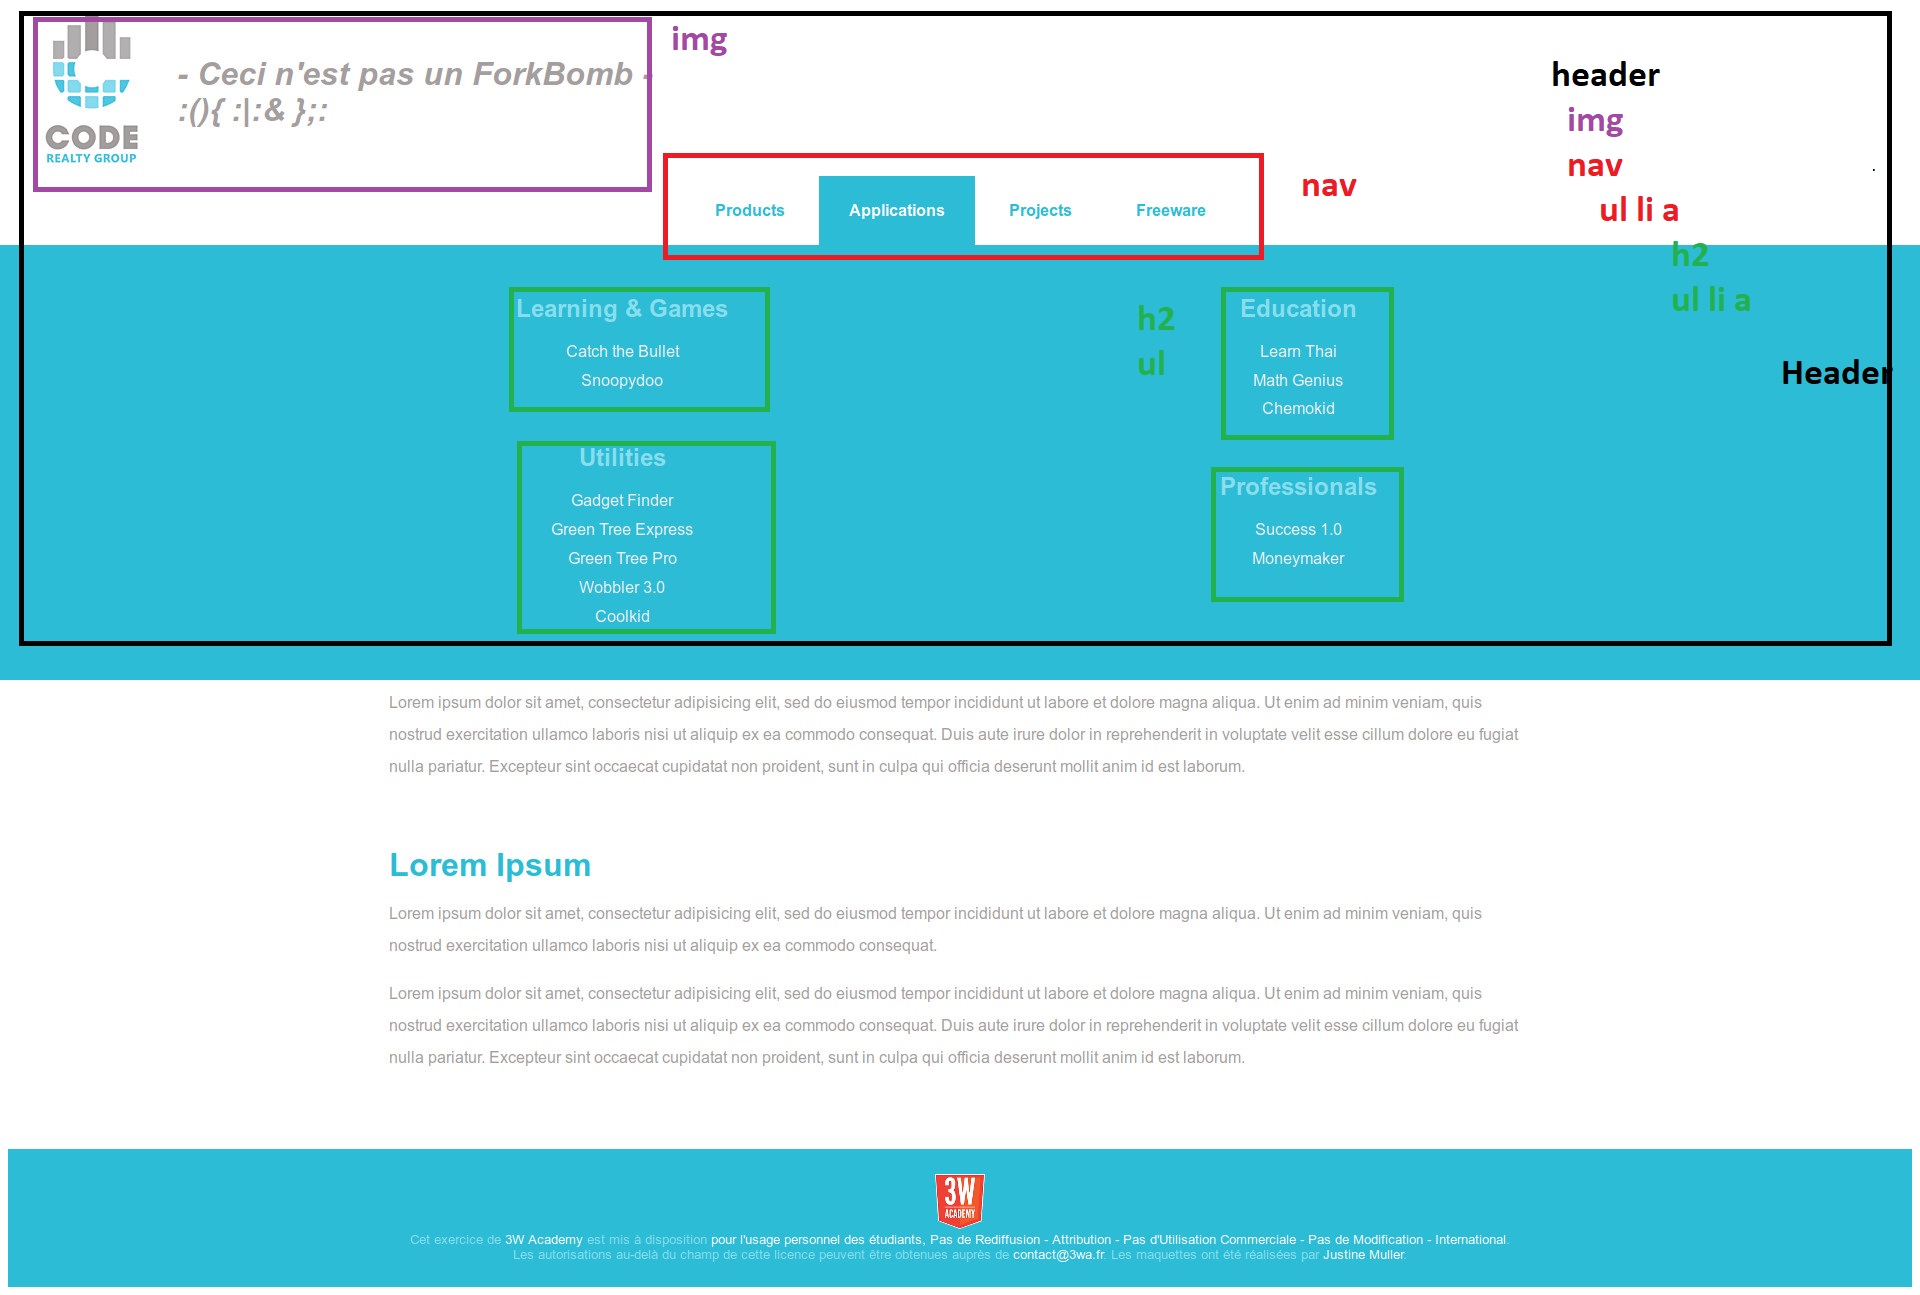 img
- Ceci n'est pas un ForkBomb -
:(){ :|:& };:
CODE
REALTY GROUP
header
img
nav
ul li a
h2
ul li a
nav
Products Applications Projects Freeware
Learning & Games
Catch the Bullet
Snoopydoo
h2
ul
Education
Learn Thai
Math Genius
Chemokid
Header
Utilities
Gadget Finder
Green Tree Express
Green Tree Pro
Wobbler 3.0
Coolkid
Professionals
Success 1.0
Moneymaker
Lorem ipsum dolor sit amet, consectetur adipisicing elit, sed do eiusmod tempor incididunt ut labore et dolore magna aliqua. Ut enim ad minim veniam, quis
nostrud exercitation ullamco laboris nisi ut aliquip ex ea commodo consequat. Duis aute irure dolor in reprehenderit in voluptate velit esse cillum dolore eu fugiat
nulla pariatur. Excepteur sint occaecat cupidatat non proident, sunt in culpa qui officia deserunt mollit anim id est laborum.
Lorem Ipsum
Lorem ipsum dolor sit amet, consectetur adipisicing elit, sed do eiusmod tempor incididunt ut labore et dolore magna aliqua. Ut enim ad minim veniam, quis
nostrud exercitation ullamco laboris nisi ut aliquip ex ea commodo consequat.
Lorem ipsum dolor sit amet, consectetur adipisicing elit, sed do eiusmod tempor incididunt ut labore et dolore magna aliqua. Ut enim ad minim veniam, quis
nostrud exercitation ullamco laboris nisi ut aliquip ex ea commodo consequat. Duis aute irure dolor in reprehenderit in voluptate velit esse cillum dolore eu fugiat
nulla pariatur. Excepteur sint occaecat cupidatat non proident, sunt in culpa qui officia deserunt mollit anim id est laborum.
3W
ACADEMY
Cet exercice de 3W Academy est mis à disposition pour l'usage personnel des étudiants, Pas de Rediffusion - Attribution - Pas d'Utilisation Commerciale - Pas de Modification - International.
Les autorisations au-delà du champ de cette licence peuvent être obtenues auprès de contact@3wa.fr. Les maquettes ont été réalisées par Justine Muller.